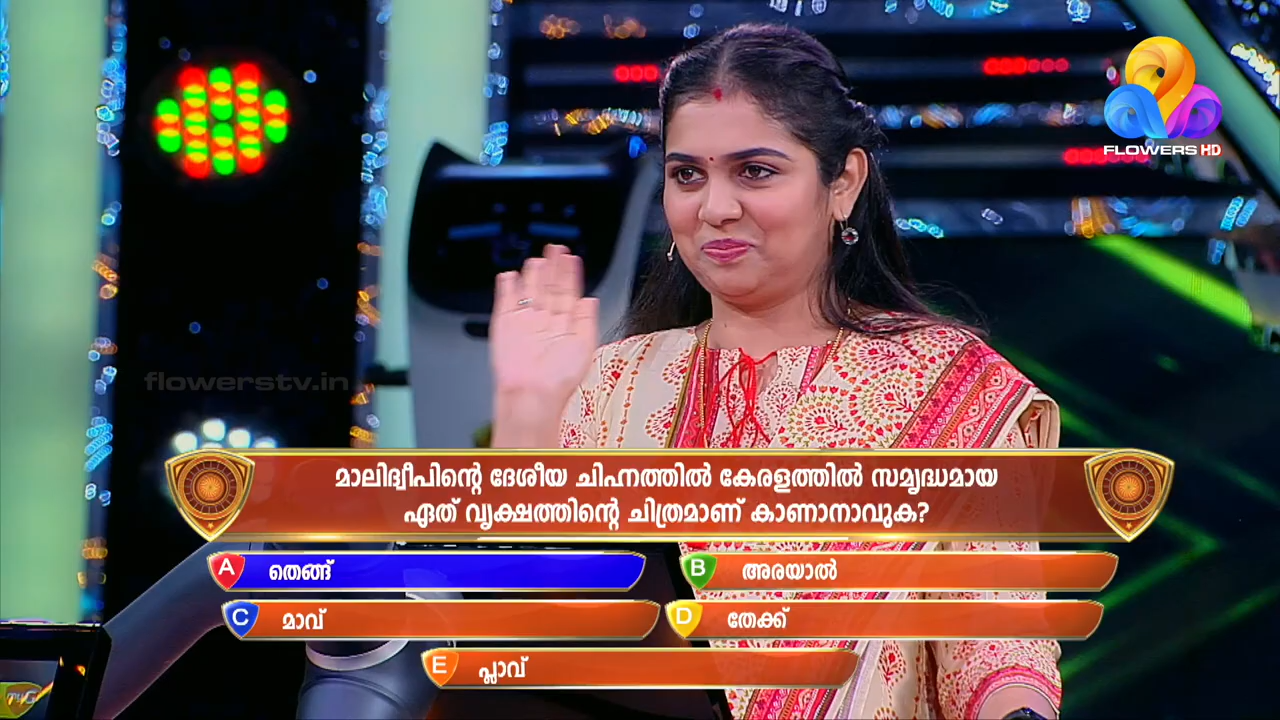 FLOWERS HD
flowerstv.in
മാലിദ്വീപിന്റെ ദേശീയ ചിഹ്നത്തിൽ കേരളത്തിൽ സമൃദ്ധമായ
ഏത് വൃക്ഷത്തിന്റെ ചിത്രമാണ് കാണാനാവുക?
A തെങ്ങ്
B അരയാൽ
C മാവ്
D തേക്ക്
E പ്ലാവ്